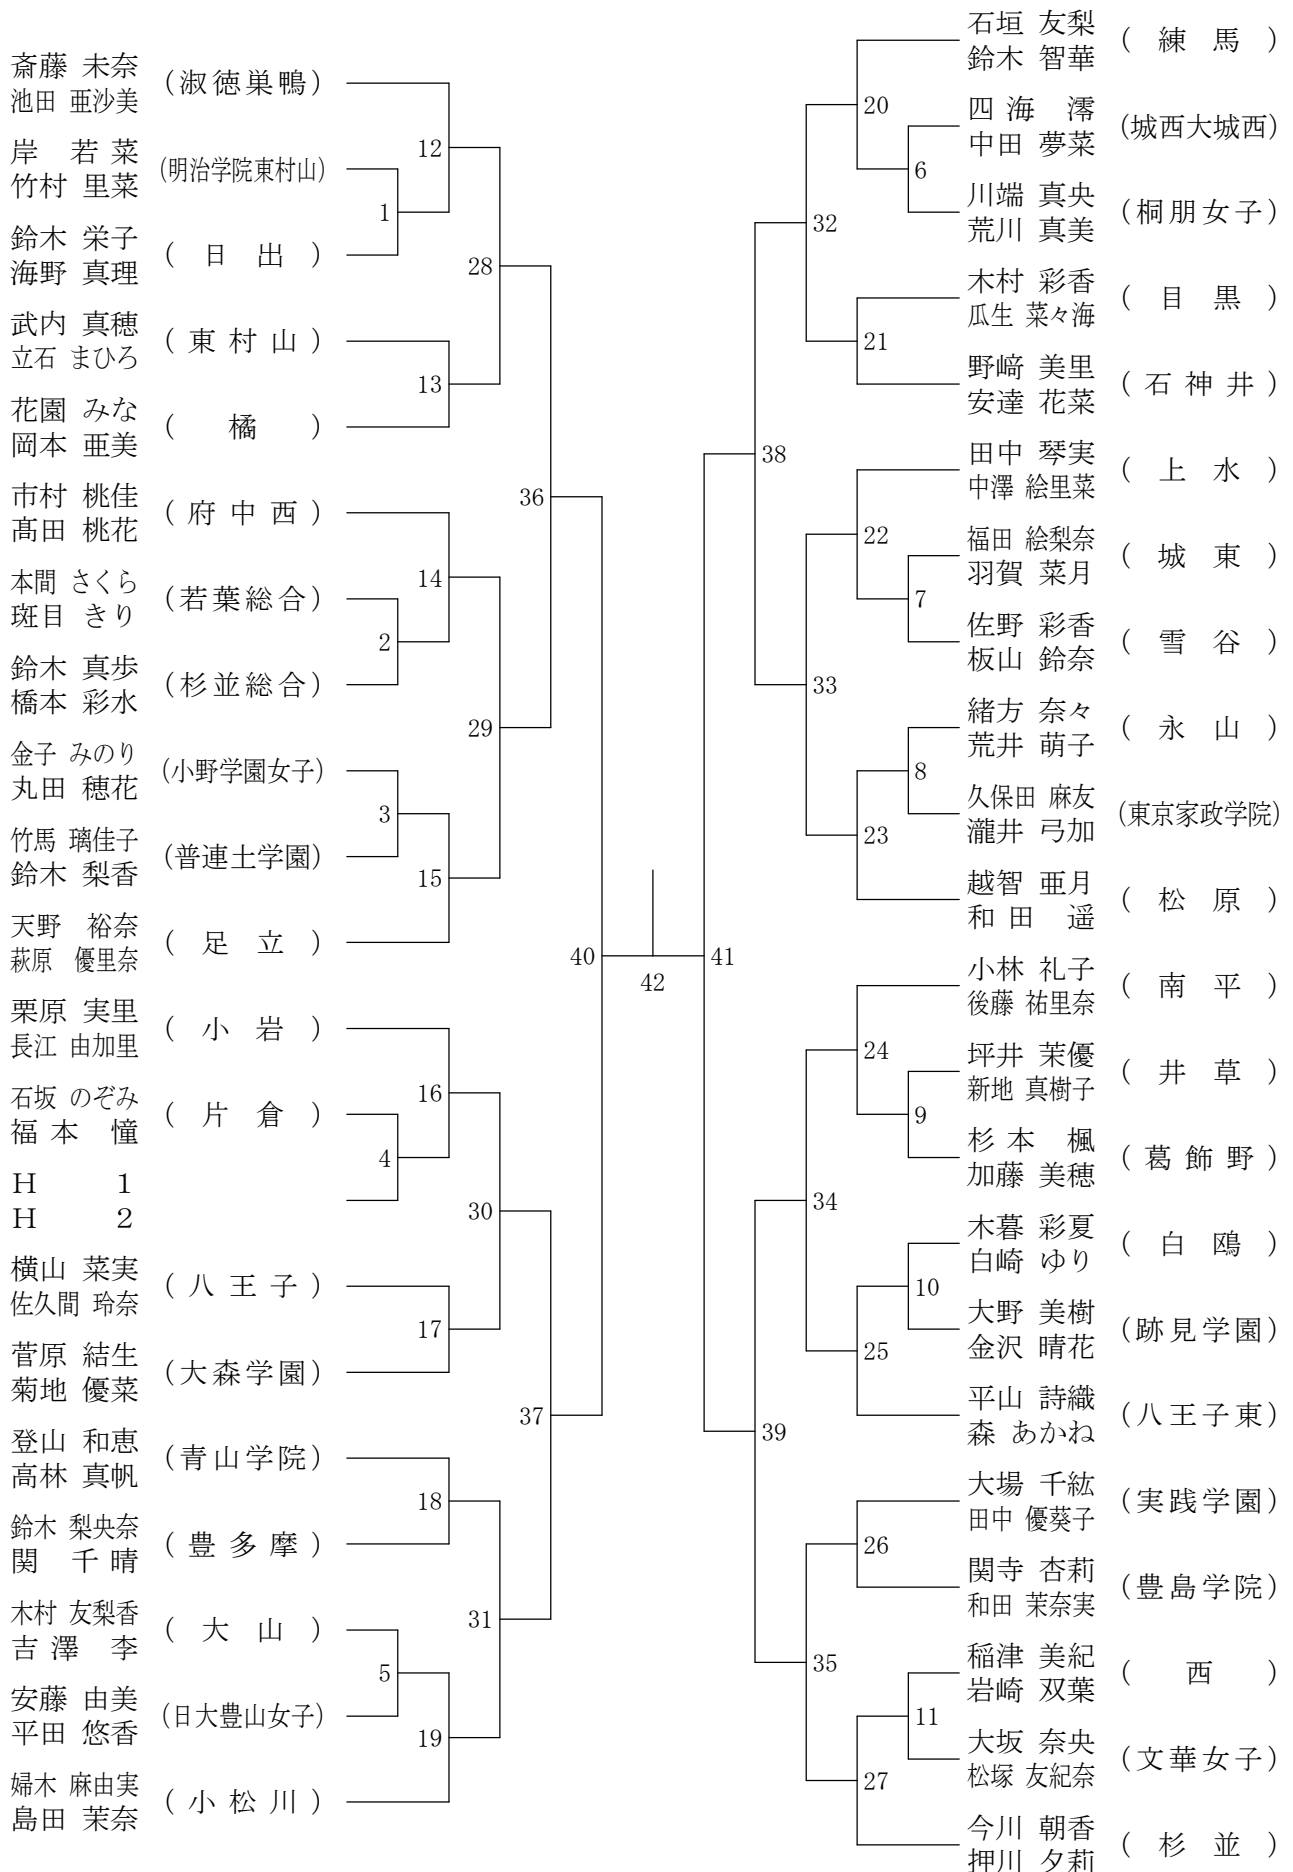 斎藤 未奈
池田 亜沙美
(淑徳巣鴨)
岸 若菜
竹村 里菜
(明治学院東村山)
鈴木 栄子
海野 真理
(日出)
武内 真穂
立石 まひろ
(東村山)
花園 みな
岡本 亜美
(橘)
市村 桃佳
髙田 桃花
(府中西)
本間 さくら
斑目 きり
(若葉総合)
鈴木 真歩
橋本 彩水
(杉並総合)
金子 みのり
丸田 穂花
(小野学園女子)
竹馬 璃佳子
鈴木 梨香
(普連土学園)
天野 裕奈
萩原 優里奈
(足立)
栗原 実里
長江 由加里
(小岩)
石坂 のぞみ
福本 憧
(片倉)
H 1
H 2
横山 菜実
佐久間 玲奈
(八王子)
菅原 結生
菊地 優菜
(大森学園)
登山 和恵
高林 真帆
(青山学院)
鈴木 梨央奈
関 千晴
(豊多摩)
木村 友梨香
吉澤 李
(大山)
安藤 由美
平田 悠香
(日大豊山女子)
婦木 麻由実
島田 茉奈
(小松川)
1
2
3
4
5
12
13
14
15
16
17
18
19
28
29
30
31
36
37
40
42
41
38
39
32
33
34
35
20
21
22
23
24
25
26
27
6
7
8
9
10
11
石垣 友梨
鈴木 智華
(練馬)
四海 澪
中田 夢菜
(城西大城西)
川端 真央
荒川 真美
(桐朋女子)
木村 彩香
瓜生 菜々海
(目黒)
野﨑 美里
安達 花菜
(石神井)
田中 琴実
中澤 絵里菜
(上水)
福田 絵梨奈
羽賀 菜月
(城東)
佐野 彩香
板山 鈴奈
(雪谷)
緒方 奈々
荒井 萌子
(永山)
久保田 麻友
瀧井 弓加
(東京家政学院)
越智 亜月
和田 遥
(松原)
小林 礼子
後藤 祐里奈
(南平)
坪井 茉優
新地 真樹子
(井草)
杉本 楓
加藤 美穂
(葛飾野)
木暮 彩夏
白崎 ゆり
(白鴎)
大野 美樹
金沢 晴花
(跡見学園)
平山 詩織
森 あかね
(八王子東)
大場 千紘
田中 優葵子
(実践学園)
関寺 杏莉
和田 茉奈実
(豊島学院)
稲津 美紀
岩崎 双葉
(西)
大坂 奈央
松塚 友紀奈
(文華女子)
今川 朝香
押川 夕莉
(杉並)